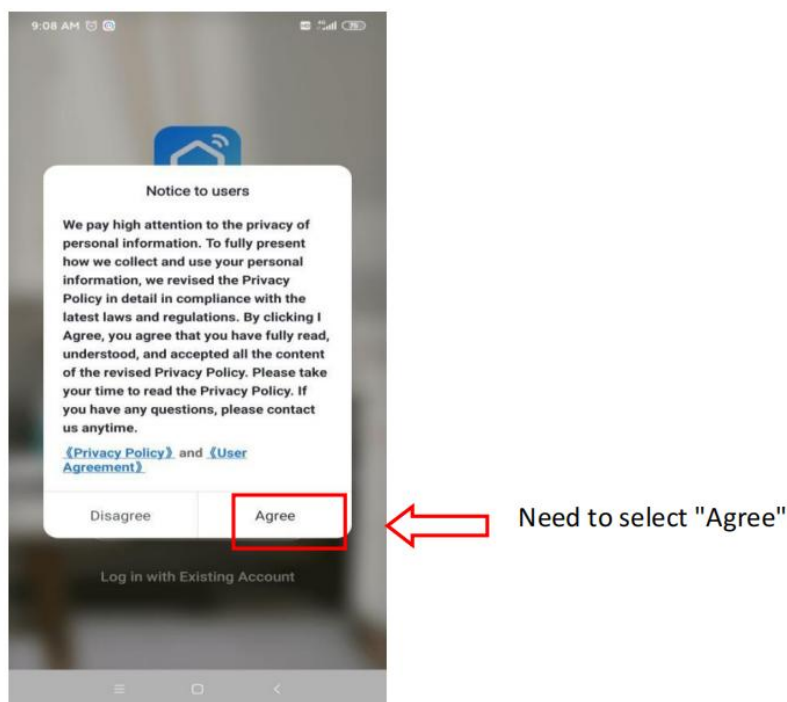 9:08 AM
79
Notice to users
We pay high attention to the privacy of
personal information. To fully present
how we collect and use your personal
information, we revised the Privacy
Policy in detail in compliance with the
latest laws and regulations. By clicking I
Agree, you agree that you have fully read,
understood, and accepted all the content
of the revised Privacy Policy. Please take
your time to read the Privacy Policy. If
you have any questions, please contact
us anytime.
《Privacy Policy》 and 《User
Agreement》
Disagree Agree
Need to select "Agree"
Log in with Existing Account